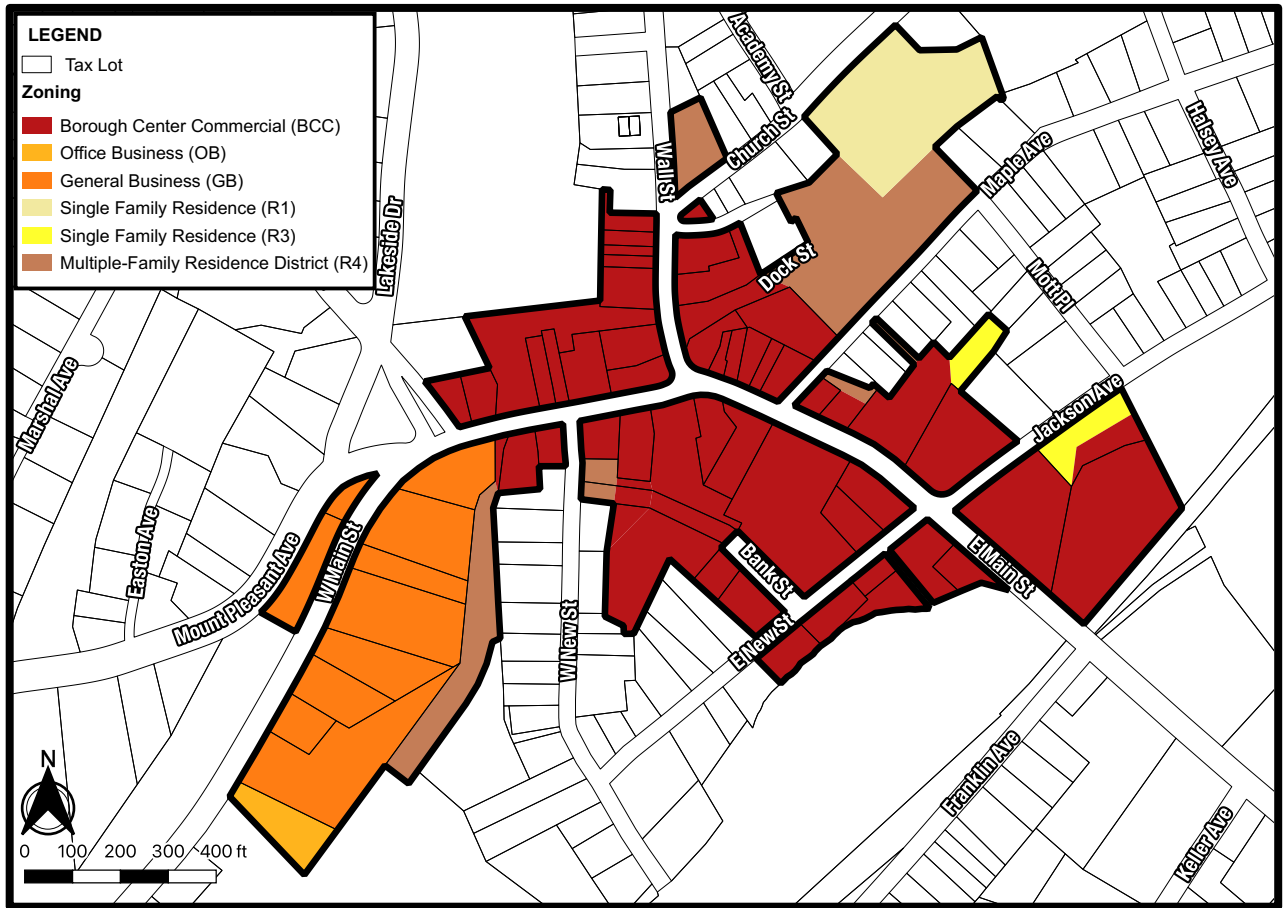 LEGEND
Tax Lot
Zoning
Borough Center Commercial (BCC)
Office Business (OB)
General Business (GB)
Single Family Residence (R1)
Single Family Residence (R3)
Multiple-Family Residence District (R4)
Academy St
Church St
Wall St
Halsey Ave
Maple Ave
Lakeside Dr
Dock St
Mott Pl
Marshal Ave
Jackson Ave
Easton Ave
Mount Pleasant Ave
W Main St
W New St
Bank St
E New St
E Main St
Franklin Ave
Keller Ave
N
0 100 200 300 400 ft